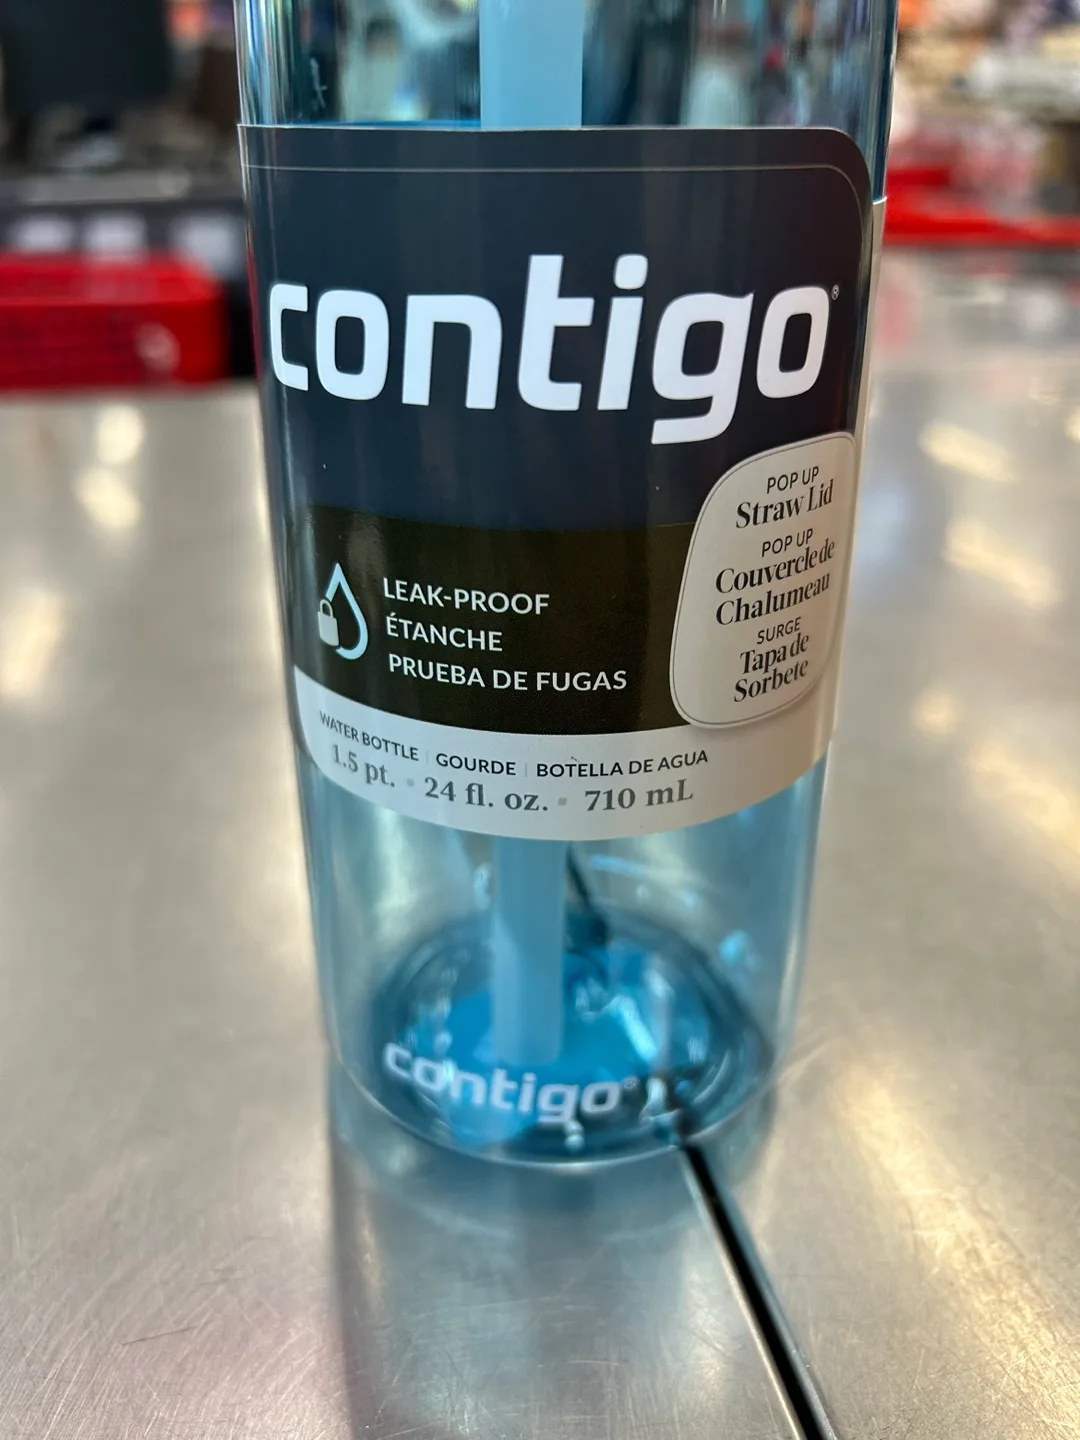 contigo®
POP UP
Straw Lid
POP UP
Couvercle de
Chalumeau
SURGE
Tapa de
Sorbete
LEAK-PROOF
ÉTANCHE
PRUEBA DE FUGAS
WATER BOTTLE | GOURDE | BOTELLA DE AGUA
1.5 pt. • 24 fl. oz. • 710 mL
contigo®